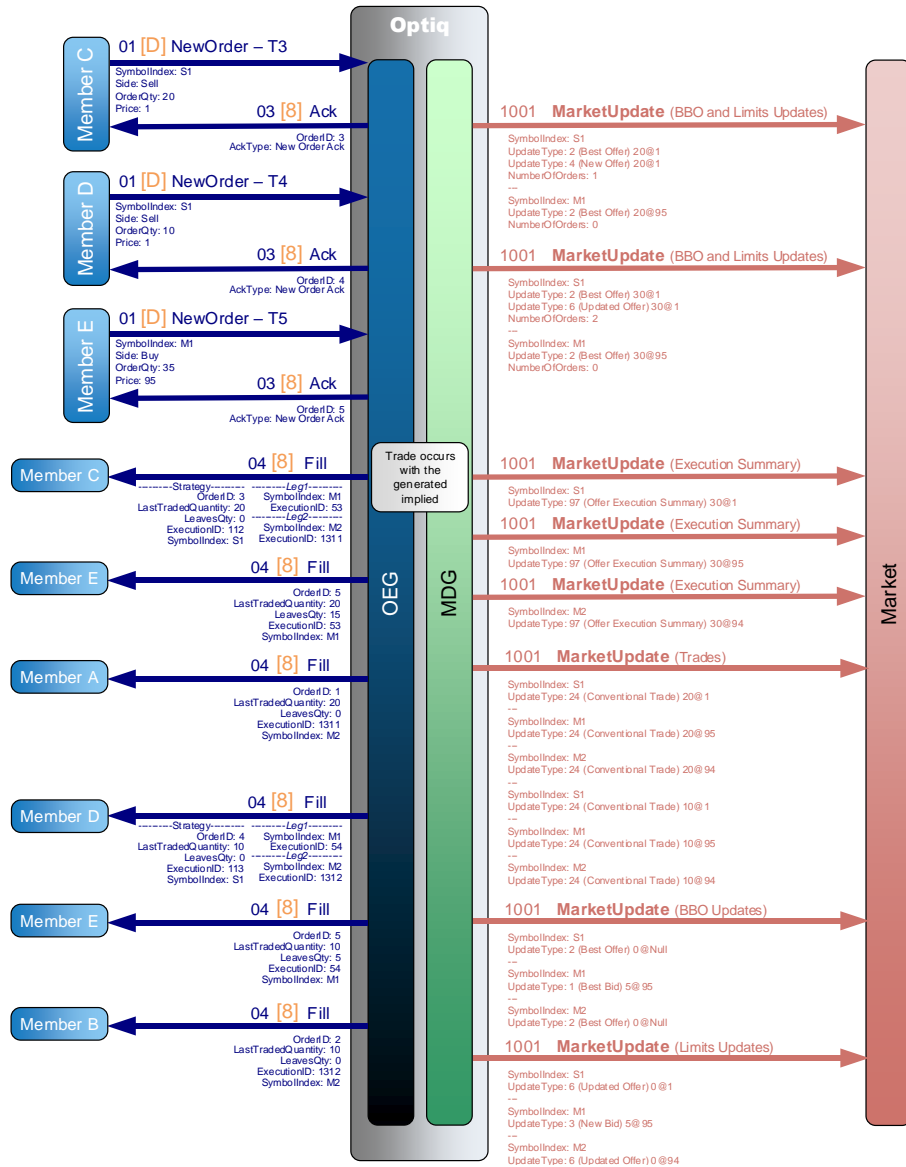 Optiq
OEG
MDG
Market
Member C
01 [D] NewOrder – T3
SymbolIndex: S1
Side: Sell
OrderQty: 20
Price: 1
03 [8] Ack
OrderID: 3
AckType: New Order Ack
1001 MarketUpdate (BBO and Limits Updates)
SymbolIndex: S1
UpdateType: 2 (Best Offer) 20@1
UpdateType: 4 (New Offer) 20@1
NumberOfOrders: 1
---
SymbolIndex: M1
UpdateType: 2 (Best Offer) 20@95
NumberOfOrders: 0
Member D
01 [D] NewOrder – T4
SymbolIndex: S1
Side: Sell
OrderQty: 10
Price: 1
03 [8] Ack
OrderID: 4
AckType: New Order Ack
1001 MarketUpdate (BBO and Limits Updates)
SymbolIndex: S1
UpdateType: 2 (Best Offer) 30@1
UpdateType: 6 (Updated Offer) 30@1
NumberOfOrders: 2
---
SymbolIndex: M1
UpdateType: 2 (Best Offer) 30@95
NumberOfOrders: 0
Member E
01 [D] NewOrder – T5
SymbolIndex: M1
Side: Buy
OrderQty: 35
Price: 95
03 [8] Ack
OrderID: 5
AckType: New Order Ack
Trade occurs
with the
generated
implied
Member C
04 [8] Fill
----------Strategy----------
OrderID: 3
LastTradedQuantity: 20
LeavesQty: 0
ExecutionID: 112
SymbolIndex: S1
----------Leg1----------
SymbolIndex: M1
ExecutionID: 53
----------Leg2----------
SymbolIndex: M2
ExecutionID: 1311
1001 MarketUpdate (Execution Summary)
SymbolIndex: S1
UpdateType: 97 (Offer Execution Summary) 30@1
1001 MarketUpdate (Execution Summary)
SymbolIndex: M1
UpdateType: 97 (Offer Execution Summary) 30@95
Member E
04 [8] Fill
OrderID: 5
LastTradedQuantity: 20
LeavesQty: 15
ExecutionID: 53
SymbolIndex: M1
1001 MarketUpdate (Execution Summary)
SymbolIndex: M2
UpdateType: 97 (Offer Execution Summary) 30@94
Member A
04 [8] Fill
OrderID: 1
LastTradedQuantity: 20
LeavesQty: 0
ExecutionID: 1311
SymbolIndex: M2
1001 MarketUpdate (Trades)
SymbolIndex: S1
UpdateType: 24 (Conventional Trade) 20@1
---
SymbolIndex: M1
UpdateType: 24 (Conventional Trade) 20@95
---
SymbolIndex: M2
UpdateType: 24 (Conventional Trade) 20@94
---
SymbolIndex: S1
UpdateType: 24 (Conventional Trade) 10@1
---
SymbolIndex: M1
UpdateType: 24 (Conventional Trade) 10@95
---
SymbolIndex: M2
UpdateType: 24 (Conventional Trade) 10@94
Member D
04 [8] Fill
----------Strategy----------
OrderID: 4
LastTradedQuantity: 10
LeavesQty: 0
ExecutionID: 113
SymbolIndex: S1
----------Leg1----------
SymbolIndex: M1
ExecutionID: 54
----------Leg2----------
SymbolIndex: M2
ExecutionID: 1312
Member E
04 [8] Fill
OrderID: 5
LastTradedQuantity: 10
LeavesQty: 5
ExecutionID: 54
SymbolIndex: M1
1001 MarketUpdate (BBO Updates)
SymbolIndex: S1
UpdateType: 2 (Best Offer) 0@Null
---
SymbolIndex: M1
UpdateType: 1 (Best Bid) 5@95
---
SymbolIndex: M2
UpdateType: 2 (Best Offer) 0@Null
Member B
04 [8] Fill
OrderID: 2
LastTradedQuantity: 10
LeavesQty: 0
ExecutionID: 1312
SymbolIndex: M2
1001 MarketUpdate (Limits Updates)
SymbolIndex: S1
UpdateType: 6 (Updated Offer) 0@1
---
SymbolIndex: M1
UpdateType: 3 (New Bid) 5@95
---
SymbolIndex: M2
UpdateType: 6 (Updated Offer) 0@94